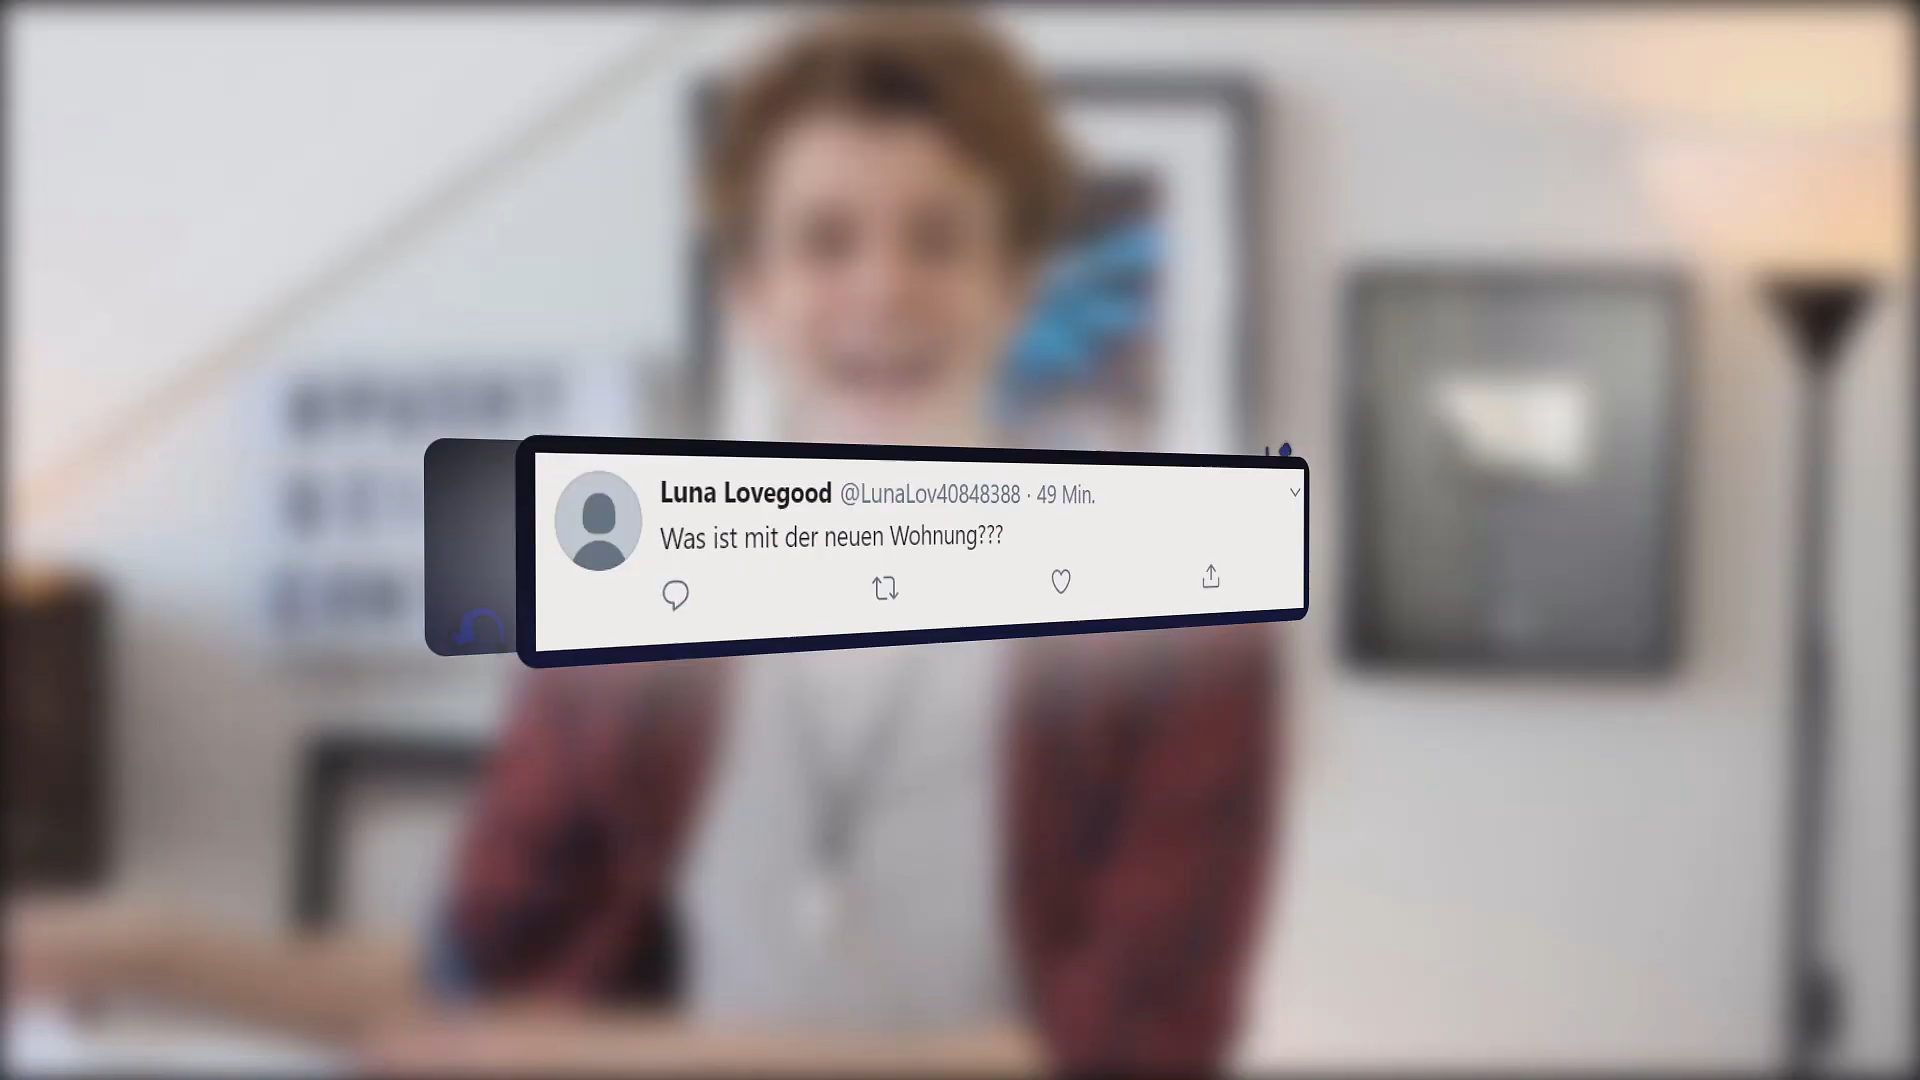 Luna Lovegood @LunaLov40848388 · 49 Min.
Was ist mit der neuen Wohnung???